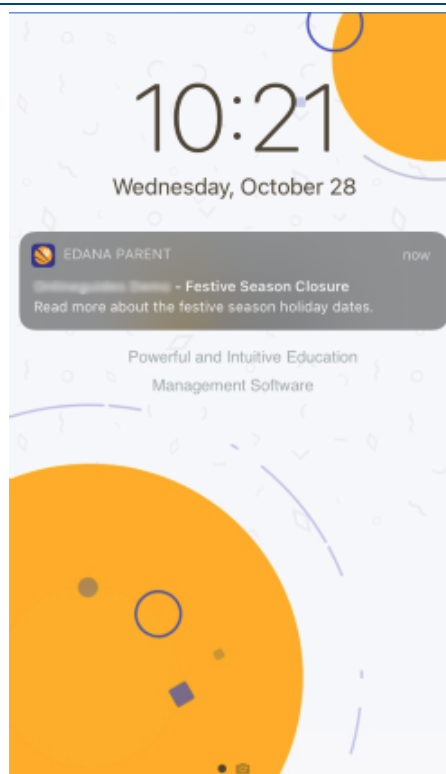 10:21
Wednesday, October 28
EDANA PARENT now
- Festive Season Closure
Read more about the festive season holiday dates.
Powerful and Intuitive Education
Management Software